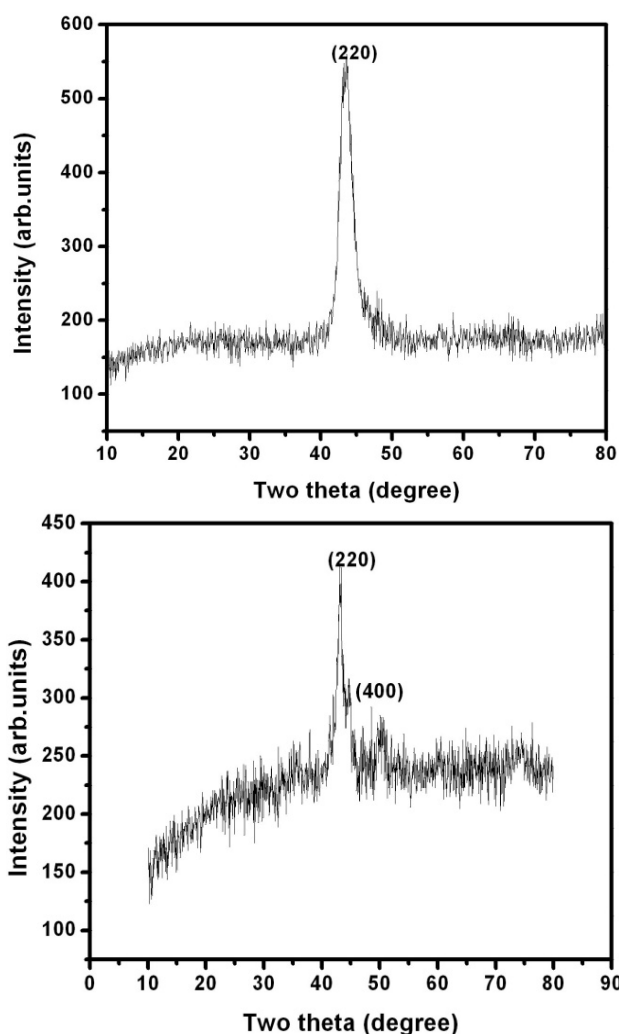 600
(220)
500
400
300
200
100
Intensity (arb.units)
10 20 30 40 50 60 70 80
Two theta (degree)
450
(220)
400
350
(400)
300
250
200
150
100
Intensity (arb.units)
0 10 20 30 40 50 60 70 80 90
Two theta (degree)